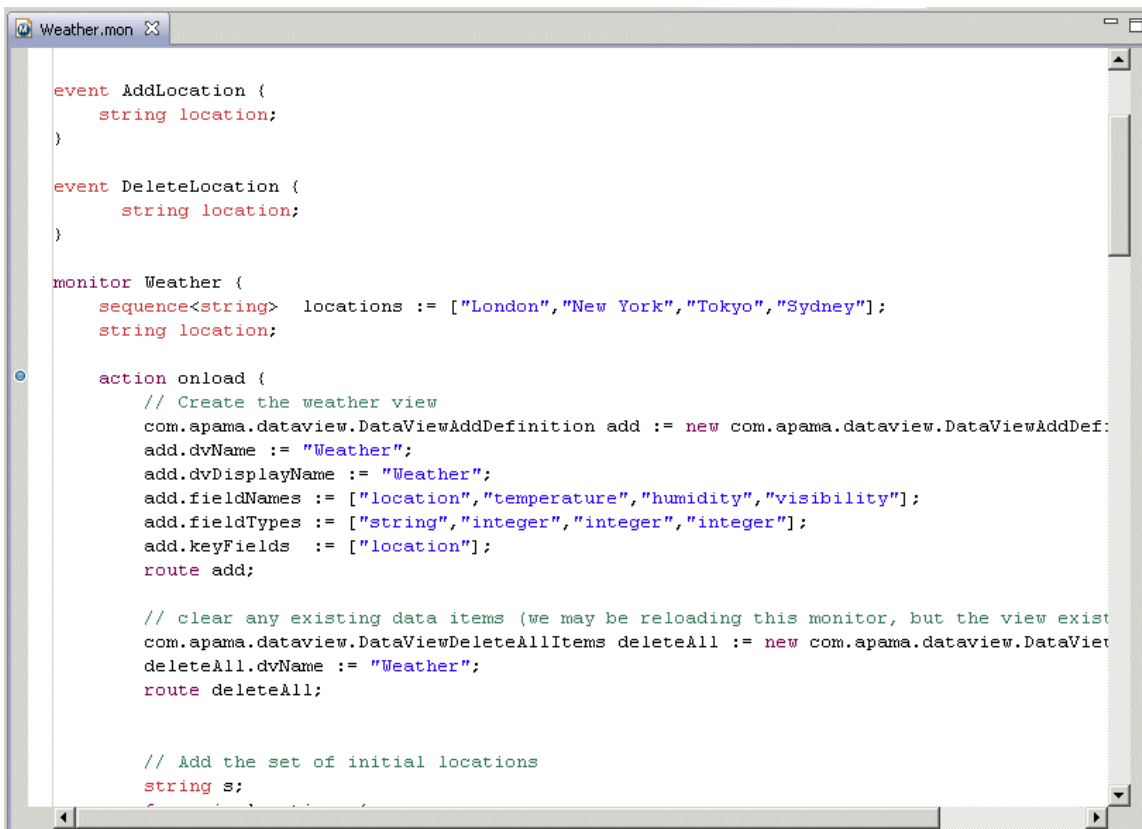 Weather.mon
event AddLocation {
    string location;
}
event DeleteLocation {
      string location;
}
monitor Weather {
    sequence<string>  locations := ["London","New York","Tokyo","Sydney"];
    string location;
    action onload {
        // Create the weather view
        com.apama.dataview.DataViewAddDefinition add := new com.apama.dataview.DataViewAddDef
        add.dvName := "Weather";
        add.dvDisplayName := "Weather";
        add.fieldNames := ["location","temperature","humidity","visibility"];
        add.fieldTypes := ["string","integer","integer","integer"];
        add.keyFields  := ["location"];
        route add;
        // clear any existing data items (we may be reloading this monitor, but the view exist
        com.apama.dataview.DataViewDeleteAllItems deleteAll := new com.apama.dataview.DataView
        deleteAll.dvName := "Weather";
        route deleteAll;
        // Add the set of initial locations
        string s;